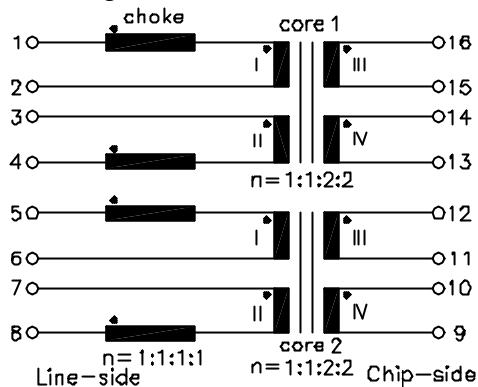 choke
core 1
1
16
I
III
2
15
3
14
II
IV
4
13
n=1:1:2:2
5
12
I
III
6
11
7
10
II
IV
8
9
n=1:1:1:1
core 2
n=1:1:2:2
Line-side
Chip-side